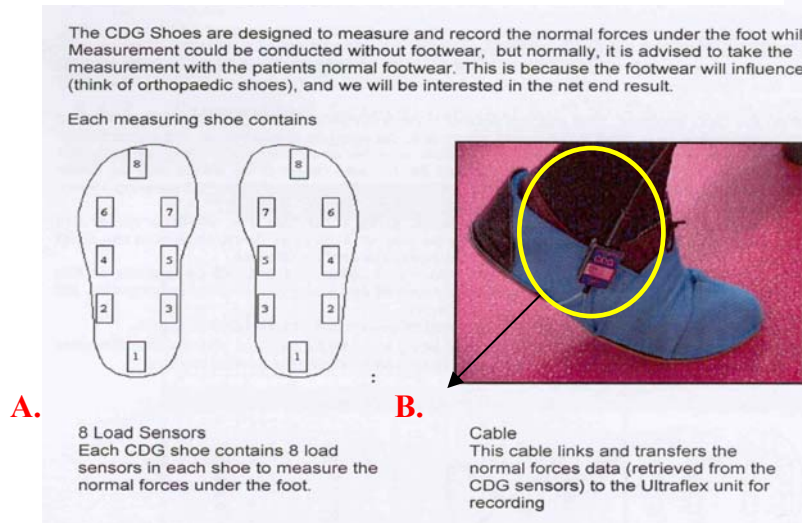 The CDG Shoes are designed to measure and record the normal forces under the foot whil
Measurement could be conducted without footwear, but normally, it is advised to take the
measurement with the patients normal footwear. This is because the footwear will influence
(think of orthopaedic shoes), and we will be interested in the net end result.
Each measuring shoe contains
8 8
6 7 7 6
4 5 5 4
2 3 3 2
1 1
:
CDG
A. B.
8 Load Sensors
Each CDG shoe contains 8 load
sensors in each shoe to measure the
normal forces under the foot.
Cable
This cable links and transfers the
normal forces data (retrieved from the
CDG sensors) to the Ultraflex unit for
recording